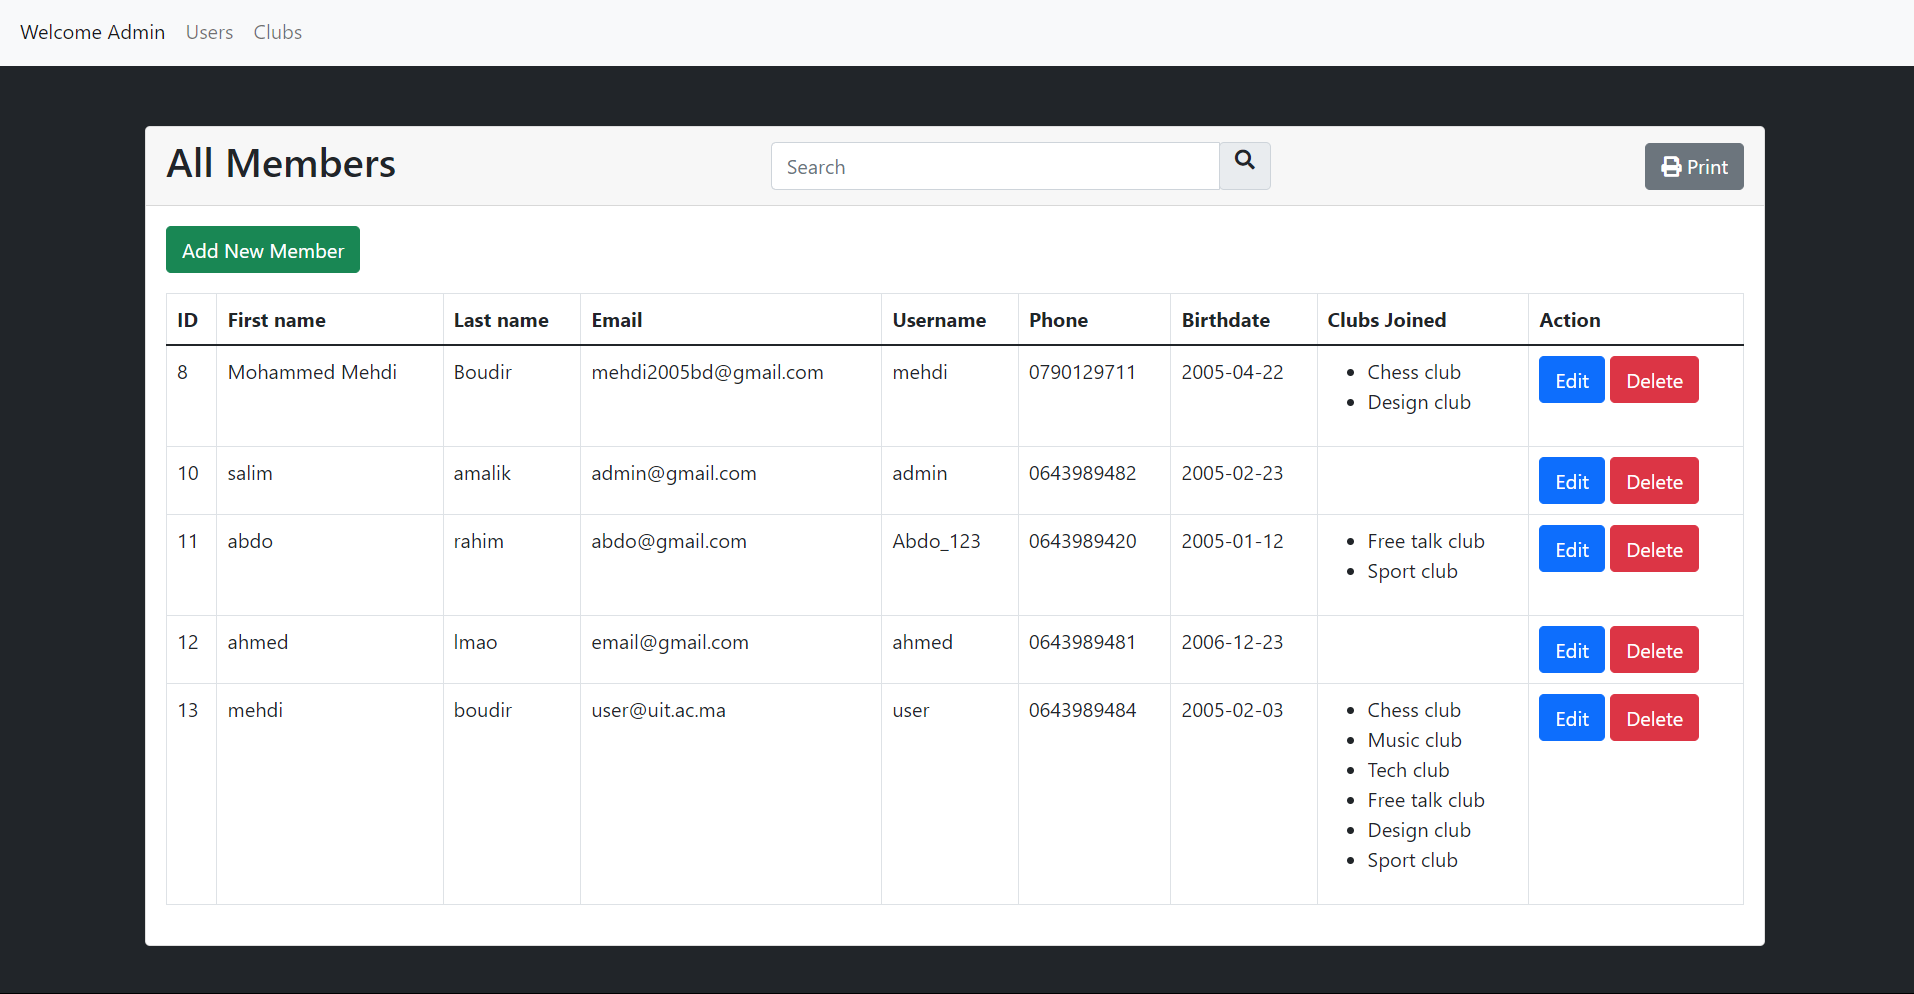 Welcome Admin Users Clubs
All Members Search Print
Add New Member
ID First name Last name Email Username Phone Birthdate Clubs Joined Action
8 Mohammed Mehdi Boudir mehdi2005bd@gmail.com mehdi 0790129711 2005-04-22 • Chess club Edit Delete
• Design club
10 salim amalik admin@gmail.com admin 0643989482 2005-02-23 Edit Delete
11 abdo rahim abdo@gmail.com Abdo_123 0643989420 2005-01-12 • Free talk club Edit Delete
• Sport club
12 ahmed lmao email@gmail.com ahmed 0643989481 2006-12-23 Edit Delete
13 mehdi boudir user@uit.ac.ma user 0643989484 2005-02-03 • Chess club Edit Delete
• Music club
• Tech club
• Free talk club
• Design club
• Sport club